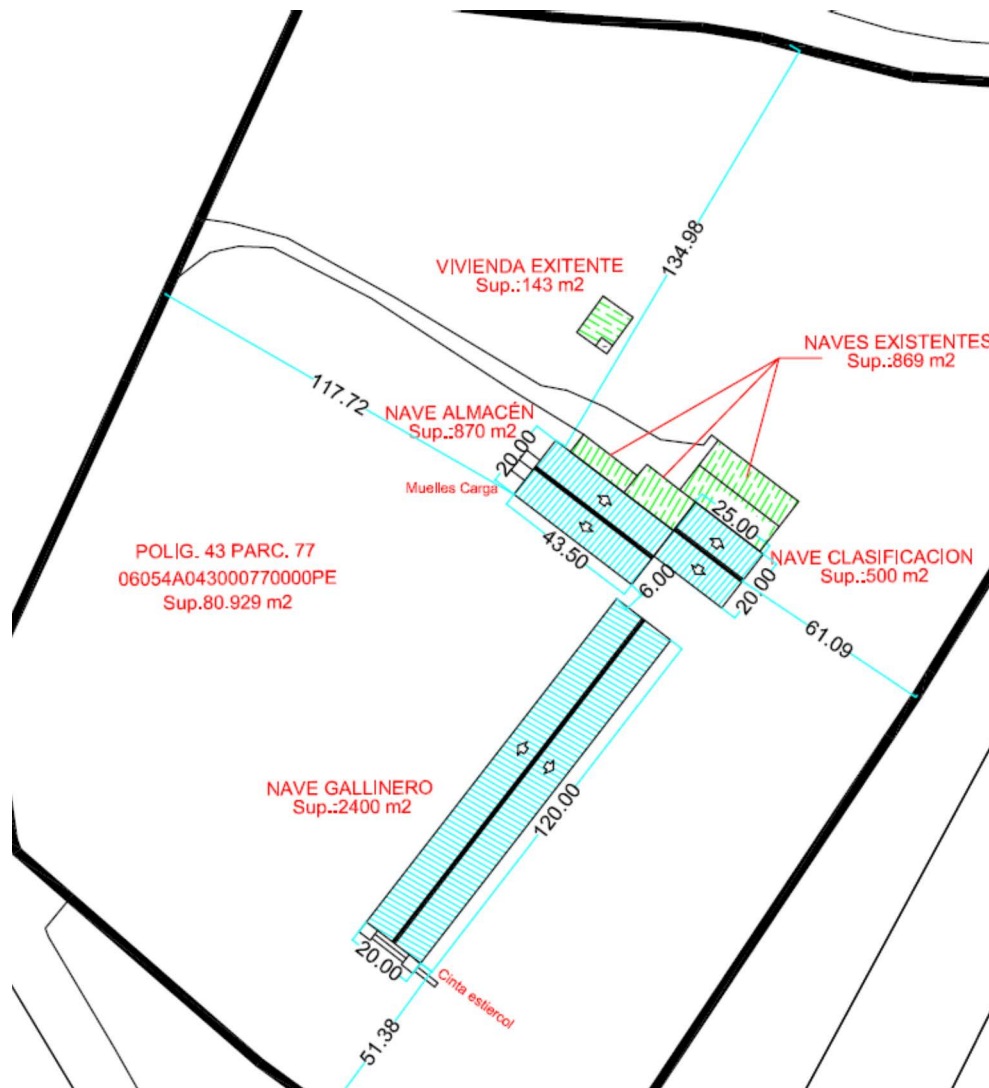 134.98
VIVIENDA EXITENTE
Sup.:143 m2
NAVES EXISTENTES
Sup.:869 m2
117.72
NAVE ALMACÉN
Sup.:870 m2
20.00
Muelles Carga
25.00
43.50
NAVE CLASIFICACION
Sup.:500 m2
6.00
20.00
61.09
POLIG. 43 PARC. 77
06054A043000770000PE
Sup.80.929 m2
NAVE GALLINERO
Sup.:2400 m2
120.00
20.00
Cinta estiercol
51.38